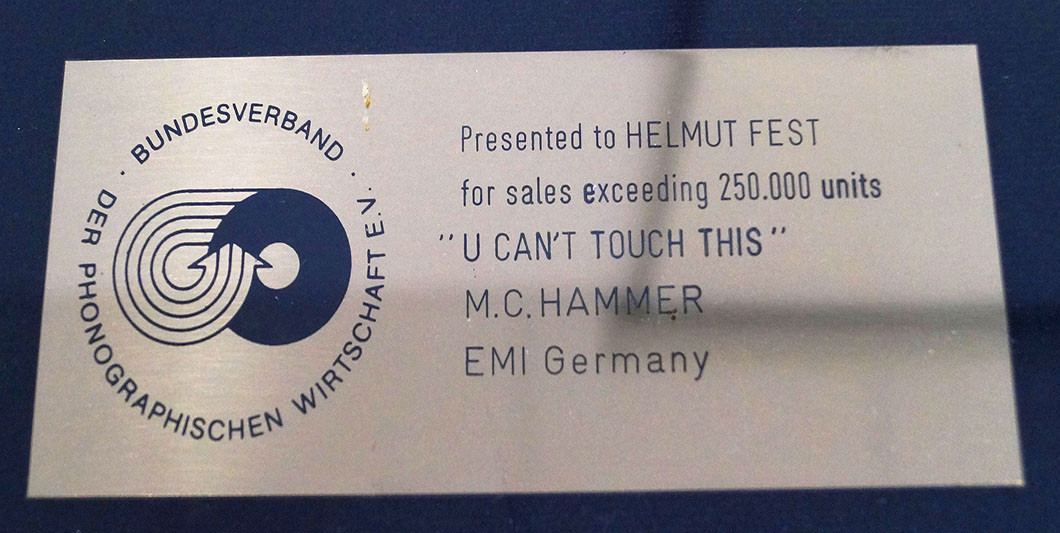 · BUNDESVERBAND ·
DER PHONOGRAPHISCHEN WIRTSCHAFT E.V.
Presented to HELMUT FEST
for sales exceeding 250.000 units
"U CAN'T TOUCH THIS"
M.C. HAMMER
EMI Germany